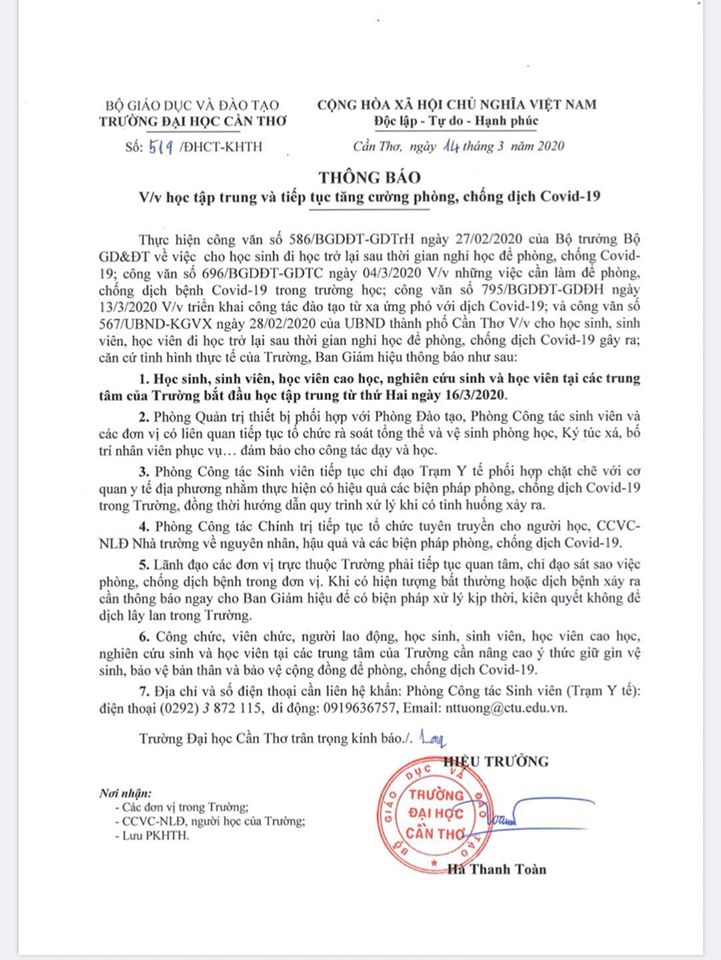 BỘ GIÁO DỤC VÀ ĐÀO TẠO
TRƯỜNG ĐẠI HỌC CẦN THƠ
Số: 519 /ĐHCT-KHTH
CỘNG HÒA XÃ HỘI CHỦ NGHĨA VIỆT NAM
Độc lập - Tự do - Hạnh phúc
Cần Thơ, ngày 14 tháng 3 năm 2020
THÔNG BÁO
V/v học tập trung và tiếp tục tăng cường phòng, chống dịch Covid-19
Thực hiện công văn số 586/BGDĐT-GDTrH ngày 27/02/2020 của Bộ trưởng Bộ
GD&ĐT về việc cho học sinh đi học trở lại sau thời gian nghỉ học để phòng, chống Covid-
19; công văn số 696/BGDĐT-GDTC ngày 04/3/2020 V/v những việc cần làm để phòng,
chống dịch bệnh Covid-19 trong trường học; công văn số 795/BGDĐT-GDĐH ngày
13/3/2020 V/v triển khai công tác đào tạo từ xa ứng phó với dịch Covid-19; và công văn số
567/UBND-KGVX ngày 28/02/2020 của UBND thành phố Cần Thơ V/v cho học sinh, sinh
viên, học viên đi học trở lại sau thời gian nghỉ học để phòng, chống dịch Covid-19 gây ra;
căn cứ tình hình thực tế của Trường, Ban Giám hiệu thông báo như sau:
1. Học sinh, sinh viên, học viên cao học, nghiên cứu sinh và học viên tại các trung
tâm của Trường bắt đầu học tập trung từ thứ Hai ngày 16/3/2020.
2. Phòng Quản trị thiết bị phối hợp với Phòng Đào tạo, Phòng Công tác sinh viên và
các đơn vị có liên quan tiếp tục tổ chức rà soát tổng thể và vệ sinh phòng học, Ký túc xá, bố
trí nhân viên phục vụ… đảm bảo cho công tác dạy và học.
3. Phòng Công tác Sinh viên tiếp tục chỉ đạo Trạm Y tế phối hợp chặt chẽ với cơ
quan y tế địa phương nhằm thực hiện có hiệu quả các biện pháp phòng, chống dịch Covid-19
trong Trường, đồng thời hướng dẫn quy trình xử lý khi có tình huống xảy ra.
4. Phòng Công tác Chính trị tiếp tục tổ chức tuyên truyền cho người học, CCVC-
NLĐ Nhà trường về nguyên nhân, hậu quả và các biện pháp phòng, chống dịch Covid-19.
5. Lãnh đạo các đơn vị trực thuộc Trường phải tiếp tục quan tâm, chỉ đạo sát sao việc
phòng, chống dịch bệnh trong đơn vị. Khi có hiện tượng bất thường hoặc dịch bệnh xảy ra
cần thông báo ngay cho Ban Giám hiệu để có biện pháp xử lý kịp thời, kiên quyết không để
dịch lây lan trong Trường.
6. Công chức, viên chức, người lao động, học sinh, sinh viên, học viên cao học,
nghiên cứu sinh và học viên tại các trung tâm của Trường cần nâng cao ý thức giữ gìn vệ
sinh, bảo vệ bản thân và bảo vệ cộng đồng để phòng, chống dịch Covid-19.
7. Địa chỉ và số điện thoại cần liên hệ khẩn: Phòng Công tác Sinh viên (Trạm Y tế):
điện thoại (0292) 3 872 115, di động: 0919636757, Email: nttuong@ctu.edu.vn.
Trường Đại học Cần Thơ trân trọng kính báo./.
HIỆU TRƯỞNG
Nơi nhận:
- Các đơn vị trong Trường;
- CCVC-NLĐ, người học của Trường;
- Lưu PKHTH.
BỘ GIÁO DỤC VÀ ĐÀO TẠO
TRƯỜNG
ĐẠI HỌC
CẦN THƠ
Hà Thanh Toàn